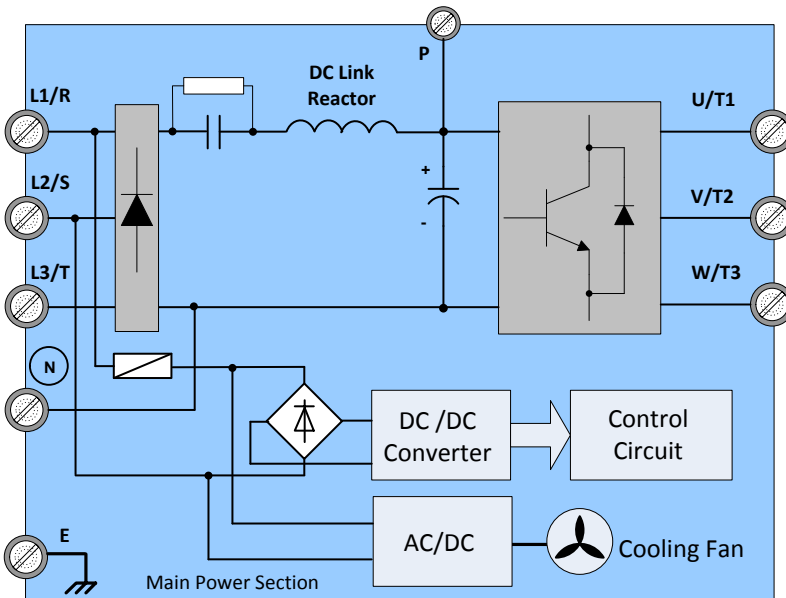 P
L1/R
DC Link
Reactor
U/T1
L2/S
+
-
V/T2
L3/T
W/T3
N
DC /DC
Converter
Control
Circuit
E
AC/DC
Cooling Fan
Main Power Section